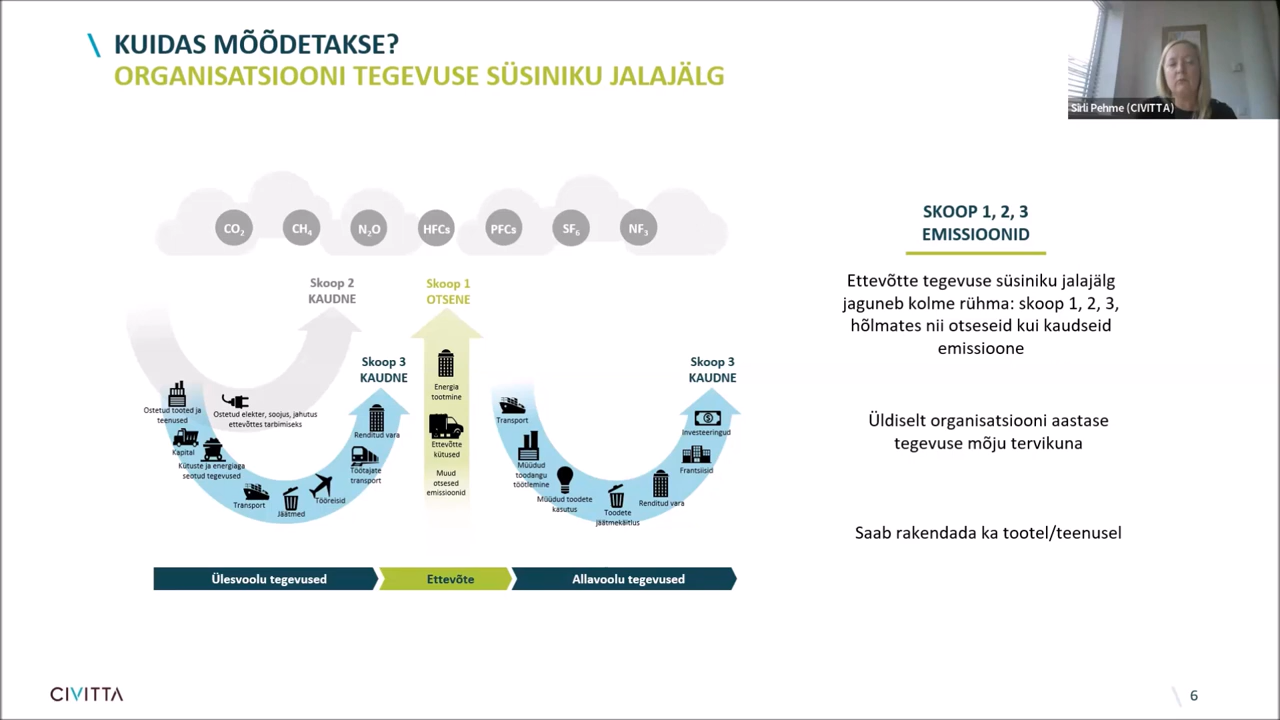 \ KUIDAS MÕÕDETAKSE?
ORGANISATSIOONI TEGEVUSE SÜSINIKU JALAJÄLG
Sirli Pehme (CIVITTA)
CO₂
CH₄
N₂O
HFCs
PFCs
SF₆
NF₃
Skoop 2
KAUDNE
Skoop 1
OTSENE
Skoop 3
KAUDNE
Skoop 3
KAUDNE
Ostetud tooted ja
teenused
Ostetud elekter, soojus, jahutus
ettevõttes tarbimiseks
Kapital
Kütuste ja energiaga
seotud tegevused
Transport
Jäätmed
Tööreisid
Töötajate
transport
Renditud vara
Energia
tootmine
Ettevõtte
kütused
Muud
otsesed
emissioonid
Transport
Müüdud
toodangu
töötlemine
Müüdud toodete
kasutus
Toodete
jäätmekäitlus
Renditud vara
Frantsiisid
Investeeringud
Ülesvoolu tegevused
Ettevõte
Allavoolu tegevused
SKOOP 1, 2, 3
EMISSIOONID
Ettevõtte tegevuse süsiniku jalajälg
jaguneb kolme rühma: skoop 1, 2, 3,
hõlmates nii otseseid kui kaudseid
emissioone
Üldiselt organisatsiooni aastase
tegevuse mõju tervikuna
Saab rakendada ka tootel/teenusel
CIVITTA
\ 6